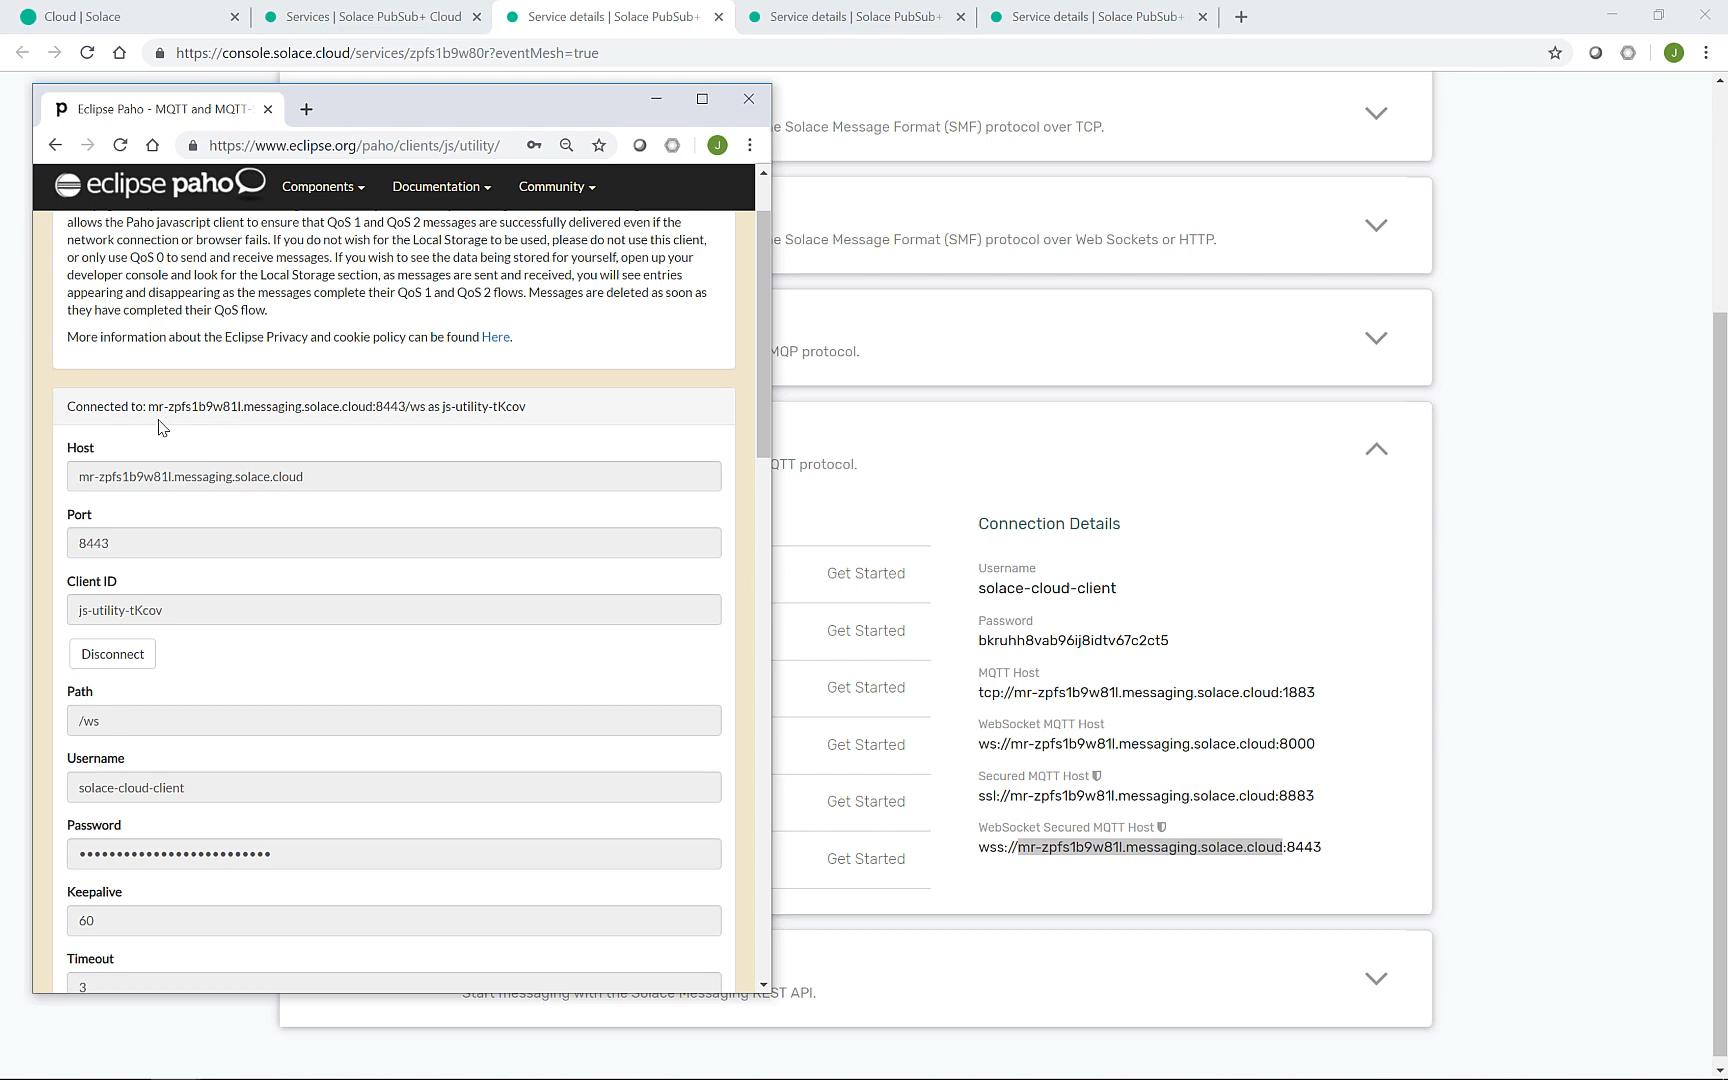 Cloud | Solace
Services | Solace PubSub+ Cloud
Service details | Solace PubSub+
Service details | Solace PubSub+
Service details | Solace PubSub+
https://console.solace.cloud/services/zpfs1b9w80r?eventMesh=true
J
Eclipse Paho - MQTT and MQTT-
https://www.eclipse.org/paho/clients/js/utility/
J
eclipse paho
Components
Documentation
Community
allows the Paho javascript client to ensure that QoS 1 and QoS 2 messages are successfully delivered even if the
network connection or browser fails. If you do not wish for the Local Storage to be used, please do not use this client,
or only use QoS 0 to send and receive messages. If you wish to see the data being stored for yourself, open up your
developer console and look for the Local Storage section, as messages are sent and received, you will see entries
appearing and disappearing as the messages complete their QoS 1 and QoS 2 flows. Messages are deleted as soon as
they have completed their QoS flow.
More information about the Eclipse Privacy and cookie policy can be found Here.
Connected to: mr-zpfs1b9w81l.messaging.solace.cloud:8443/ws as js-utility-tKcov
Host
mr-zpfs1b9w81l.messaging.solace.cloud
Port
8443
Client ID
js-utility-tKcov
Disconnect
Path
/ws
Username
solace-cloud-client
Password
Keepalive
60
Timeout
3
e Solace Message Format (SMF) protocol over TCP.
e Solace Message Format (SMF) protocol over Web Sockets or HTTP.
MQP protocol.
QTT protocol.
Get Started
Get Started
Get Started
Get Started
Get Started
Get Started
Connection Details
Username
solace-cloud-client
Password
bkruhh8vab96ij8idtv67c2ct5
MQTT Host
tcp://mr-zpfs1b9w81l.messaging.solace.cloud:1883
WebSocket MQTT Host
ws://mr-zpfs1b9w81l.messaging.solace.cloud:8000
Secured MQTT Host
ssl://mr-zpfs1b9w81l.messaging.solace.cloud:8883
WebSocket Secured MQTT Host
wss://mr-zpfs1b9w81l.messaging.solace.cloud:8443
Start messaging with the Solace Messaging REST API.